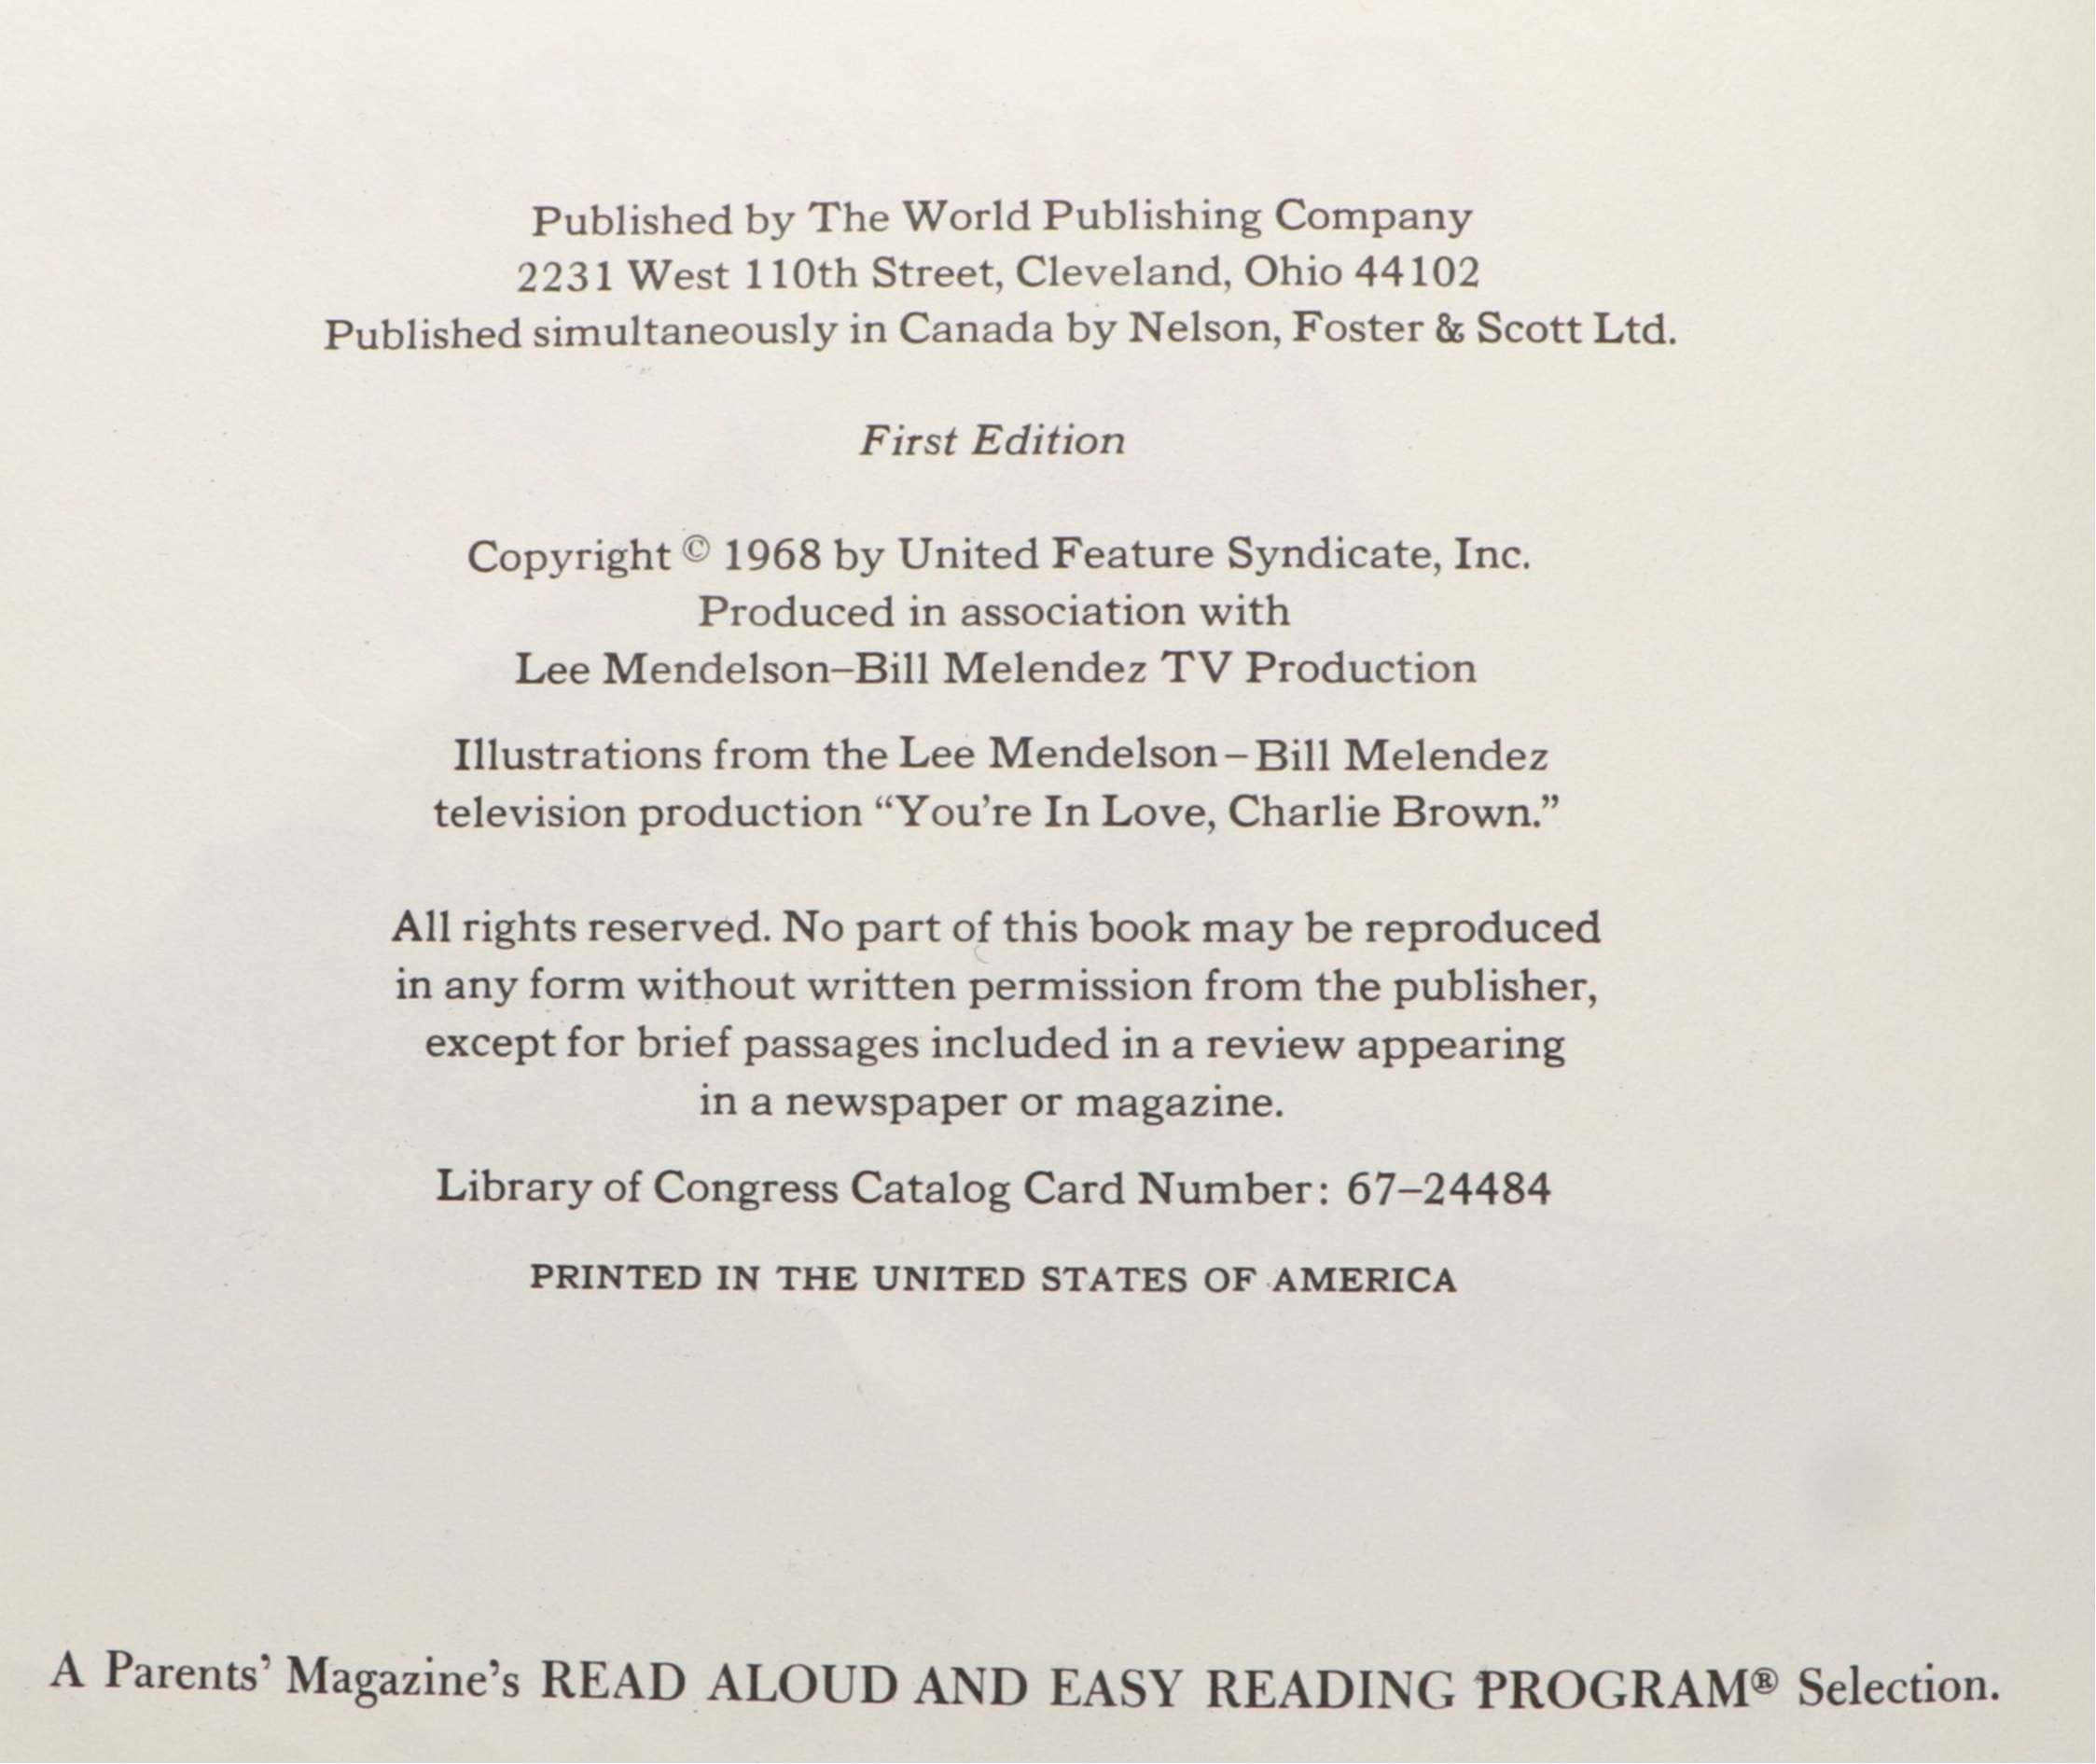 Published by The World Publishing Company
2231 West 110th Street, Cleveland, Ohio 44102
Published simultaneously in Canada by Nelson, Foster & Scott Ltd.
First Edition
Copyright © 1968 by United Feature Syndicate, Inc.
Produced in association with
Lee Mendelson–Bill Melendez TV Production
Illustrations from the Lee Mendelson–Bill Melendez
television production “You’re In Love, Charlie Brown.”
All rights reserved. No part of this book may be reproduced
in any form without written permission from the publisher,
except for brief passages included in a review appearing
in a newspaper or magazine.
Library of Congress Catalog Card Number: 67–24484
PRINTED IN THE UNITED STATES OF AMERICA
A Parents’ Magazine’s READ ALOUD AND EASY READING PROGRAM® Selection.